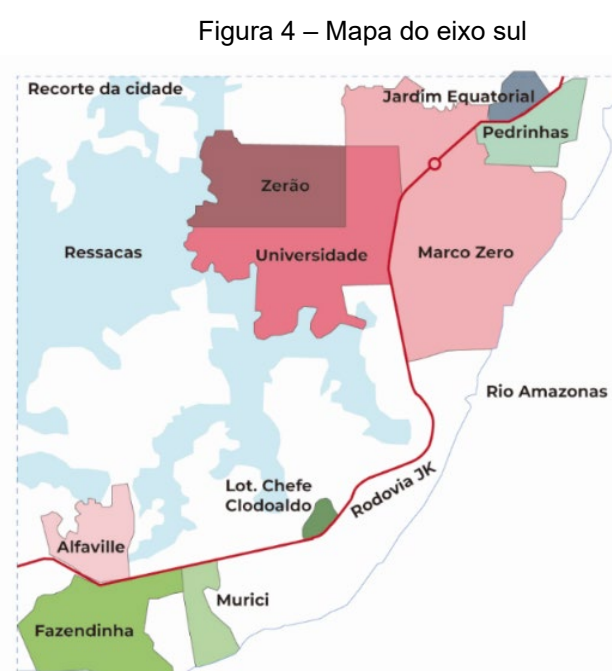 Figura 4 – Mapa do eixo sul
Recorte da cidade
Jardim Equatorial
Pedrinhas
Zerão
Ressacas
Universidade
Marco Zero
Rio Amazonas
Lot. Chefe
Clodoaldo
Rodovia JK
Alfaville
Murici
Fazendinha